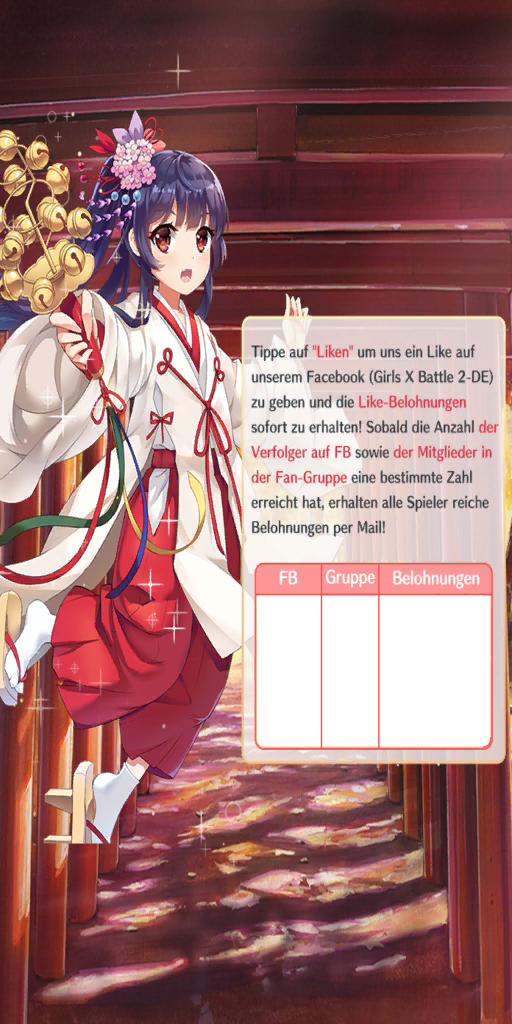 Tippe auf "Liken" um uns ein Like auf
unserem Facebook (Girls X Battle 2-DE)
zu geben und die Like-Belohnungen
sofort zu erhalten! Sobald die Anzahl der
Verfolger auf FB sowie der Mitglieder in
der Fan-Gruppe eine bestimmte Zahl
erreicht hat, erhalten alle Spieler reiche
Belohnungen per Mail!
FB Gruppe Belohnungen